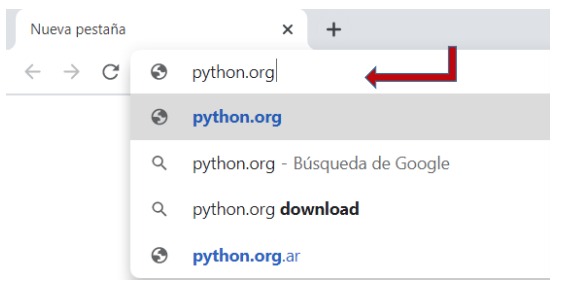 Nueva pestaña
python.org
python.org
python.org - Búsqueda de Google
python.org download
python.org.ar